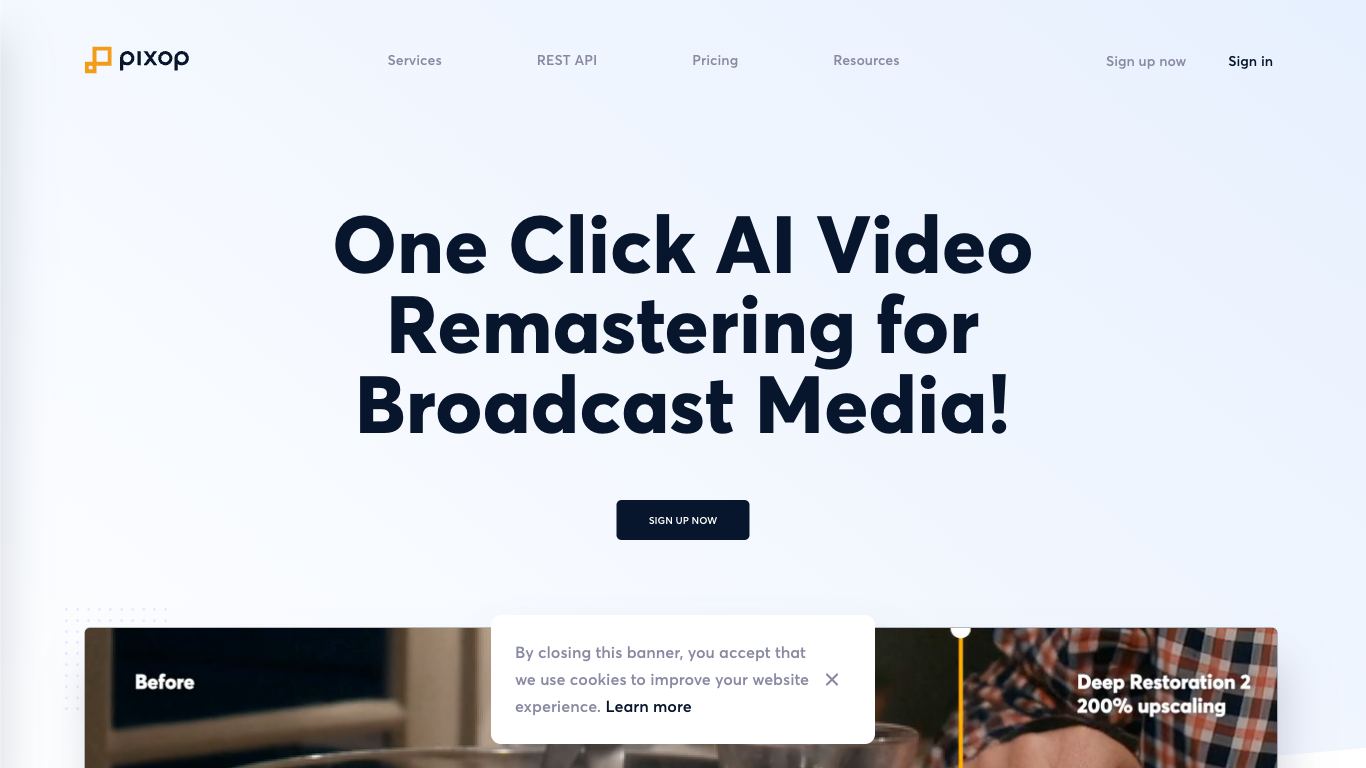 pixop
Services
REST API
Pricing
Resources
Sign up now
Sign in
One Click AI Video
Remastering for
Broadcast Media!
SIGN UP NOW
Before
By closing this banner, you accept that
we use cookies to improve your website
experience. Learn more
Deep Restoration 2
200% upscaling